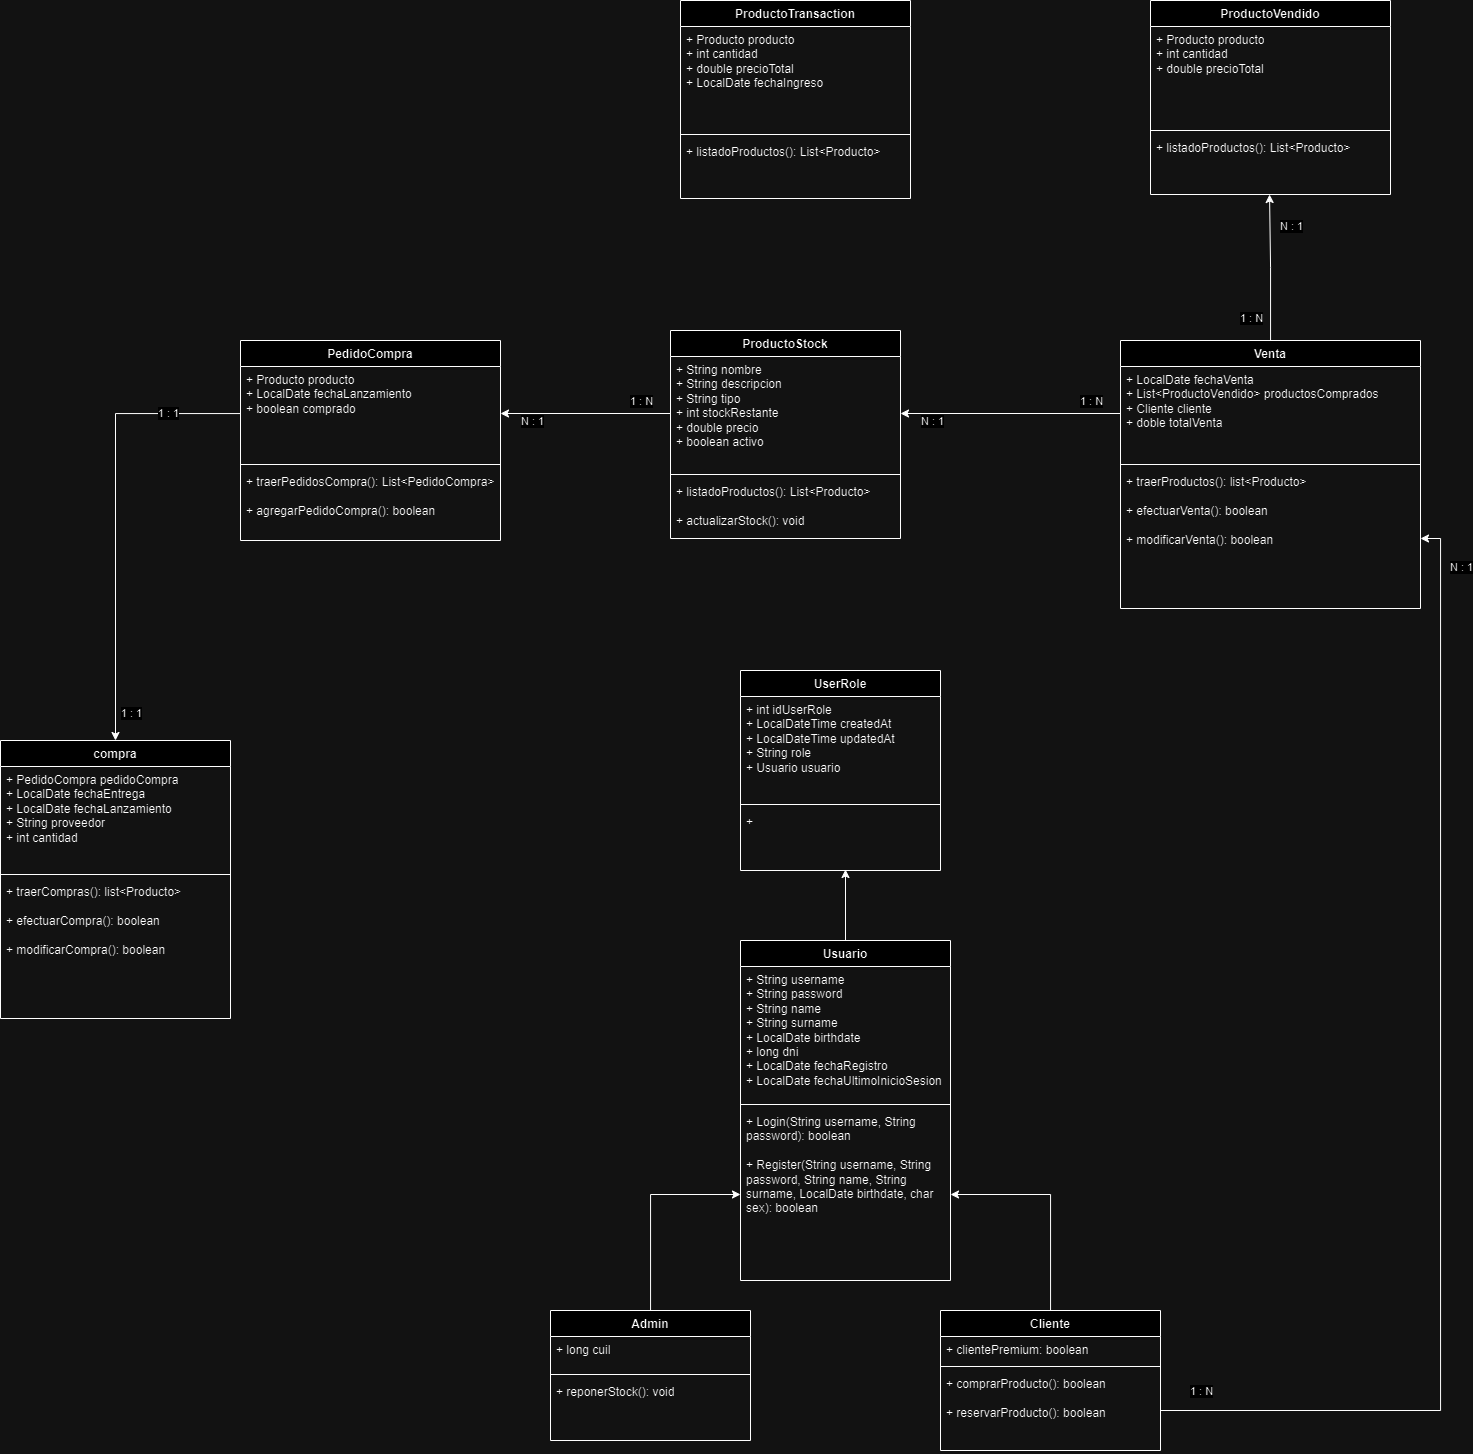 ProductoTransaction
+ Producto producto
+ int cantidad
+ double precioTotal
+ LocalDate fechaIngreso
+ listadoProductos(): List<Producto>
ProductoVendido
+ Producto producto
+ int cantidad
+ double precioTotal
+ listadoProductos(): List<Producto>
N : 1
1 : N
PedidoCompra
+ Producto producto
+ LocalDate fechaLanzamiento
+ boolean comprado
+ traerPedidosCompra(): List<PedidoCompra>
+ agregarPedidoCompra(): boolean
1 : 1
N : 1
1 : N
ProductoStock
+ String nombre
+ String descripcion
+ String tipo
+ int stockRestante
+ double precio
+ boolean activo
+ listadoProductos(): List<Producto>
+ actualizarStock(): void
N : 1
1 : N
Venta
+ LocalDate fechaVenta
+ List<ProductoVendido> productosComprados
+ Cliente cliente
+ doble totalVenta
+ traerProductos(): list<Producto>
+ efectuarVenta(): boolean
+ modificarVenta(): boolean
N : 1
1 : 1
compra
+ PedidoCompra pedidoCompra
+ LocalDate fechaEntrega
+ LocalDate fechaLanzamiento
+ String proveedor
+ int cantidad
+ traerCompras(): list<Producto>
+ efectuarCompra(): boolean
+ modificarCompra(): boolean
UserRole
+ int idUserRole
+ LocalDateTime createdAt
+ LocalDateTime updatedAt
+ String role
+ Usuario usuario
+
Usuario
+ String username
+ String password
+ String name
+ String surname
+ LocalDate birthdate
+ long dni
+ LocalDate fechaRegistro
+ LocalDate fechaUltimoInicioSesion
+ Login(String username, String
password): boolean
+ Register(String username, String
password, String name, String
surname, LocalDate birthdate, char
sex): boolean
Admin
+ long cuil
+ reponerStock(): void
Cliente
+ clientePremium: boolean
+ comprarProducto(): boolean
+ reservarProducto(): boolean
1 : N